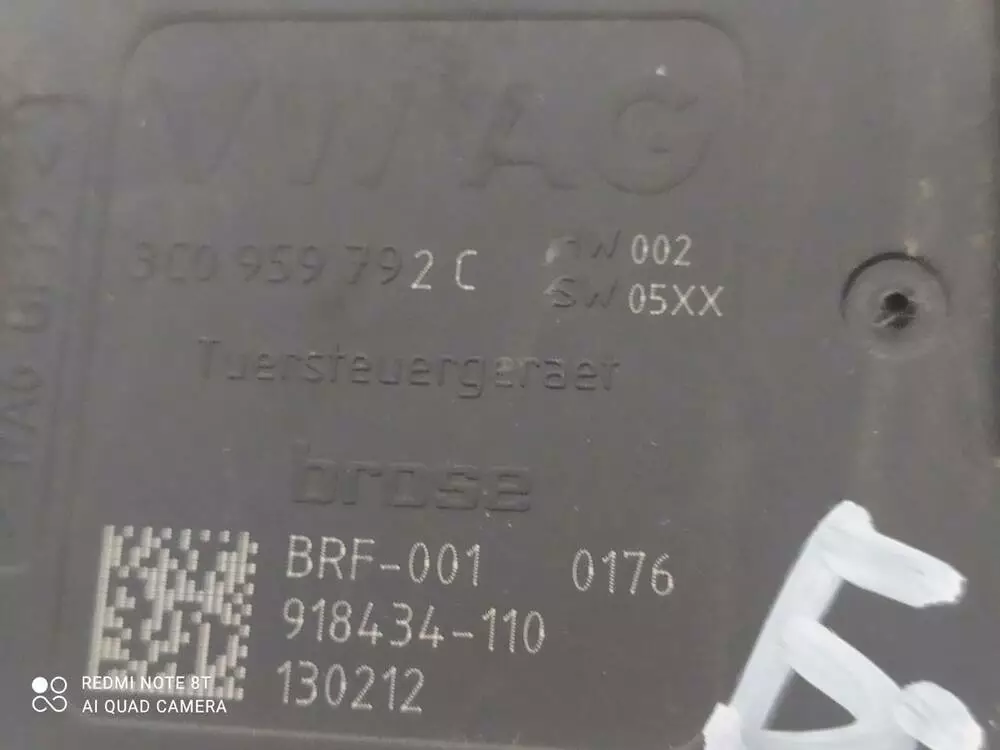 VW AG
3C0 959 792 C
HW 002
SW 05XX
Tuersteuergeraet
brose
BRF-001 0176
918434-110
130212
REDMI NOTE 8T
AI QUAD CAMERA